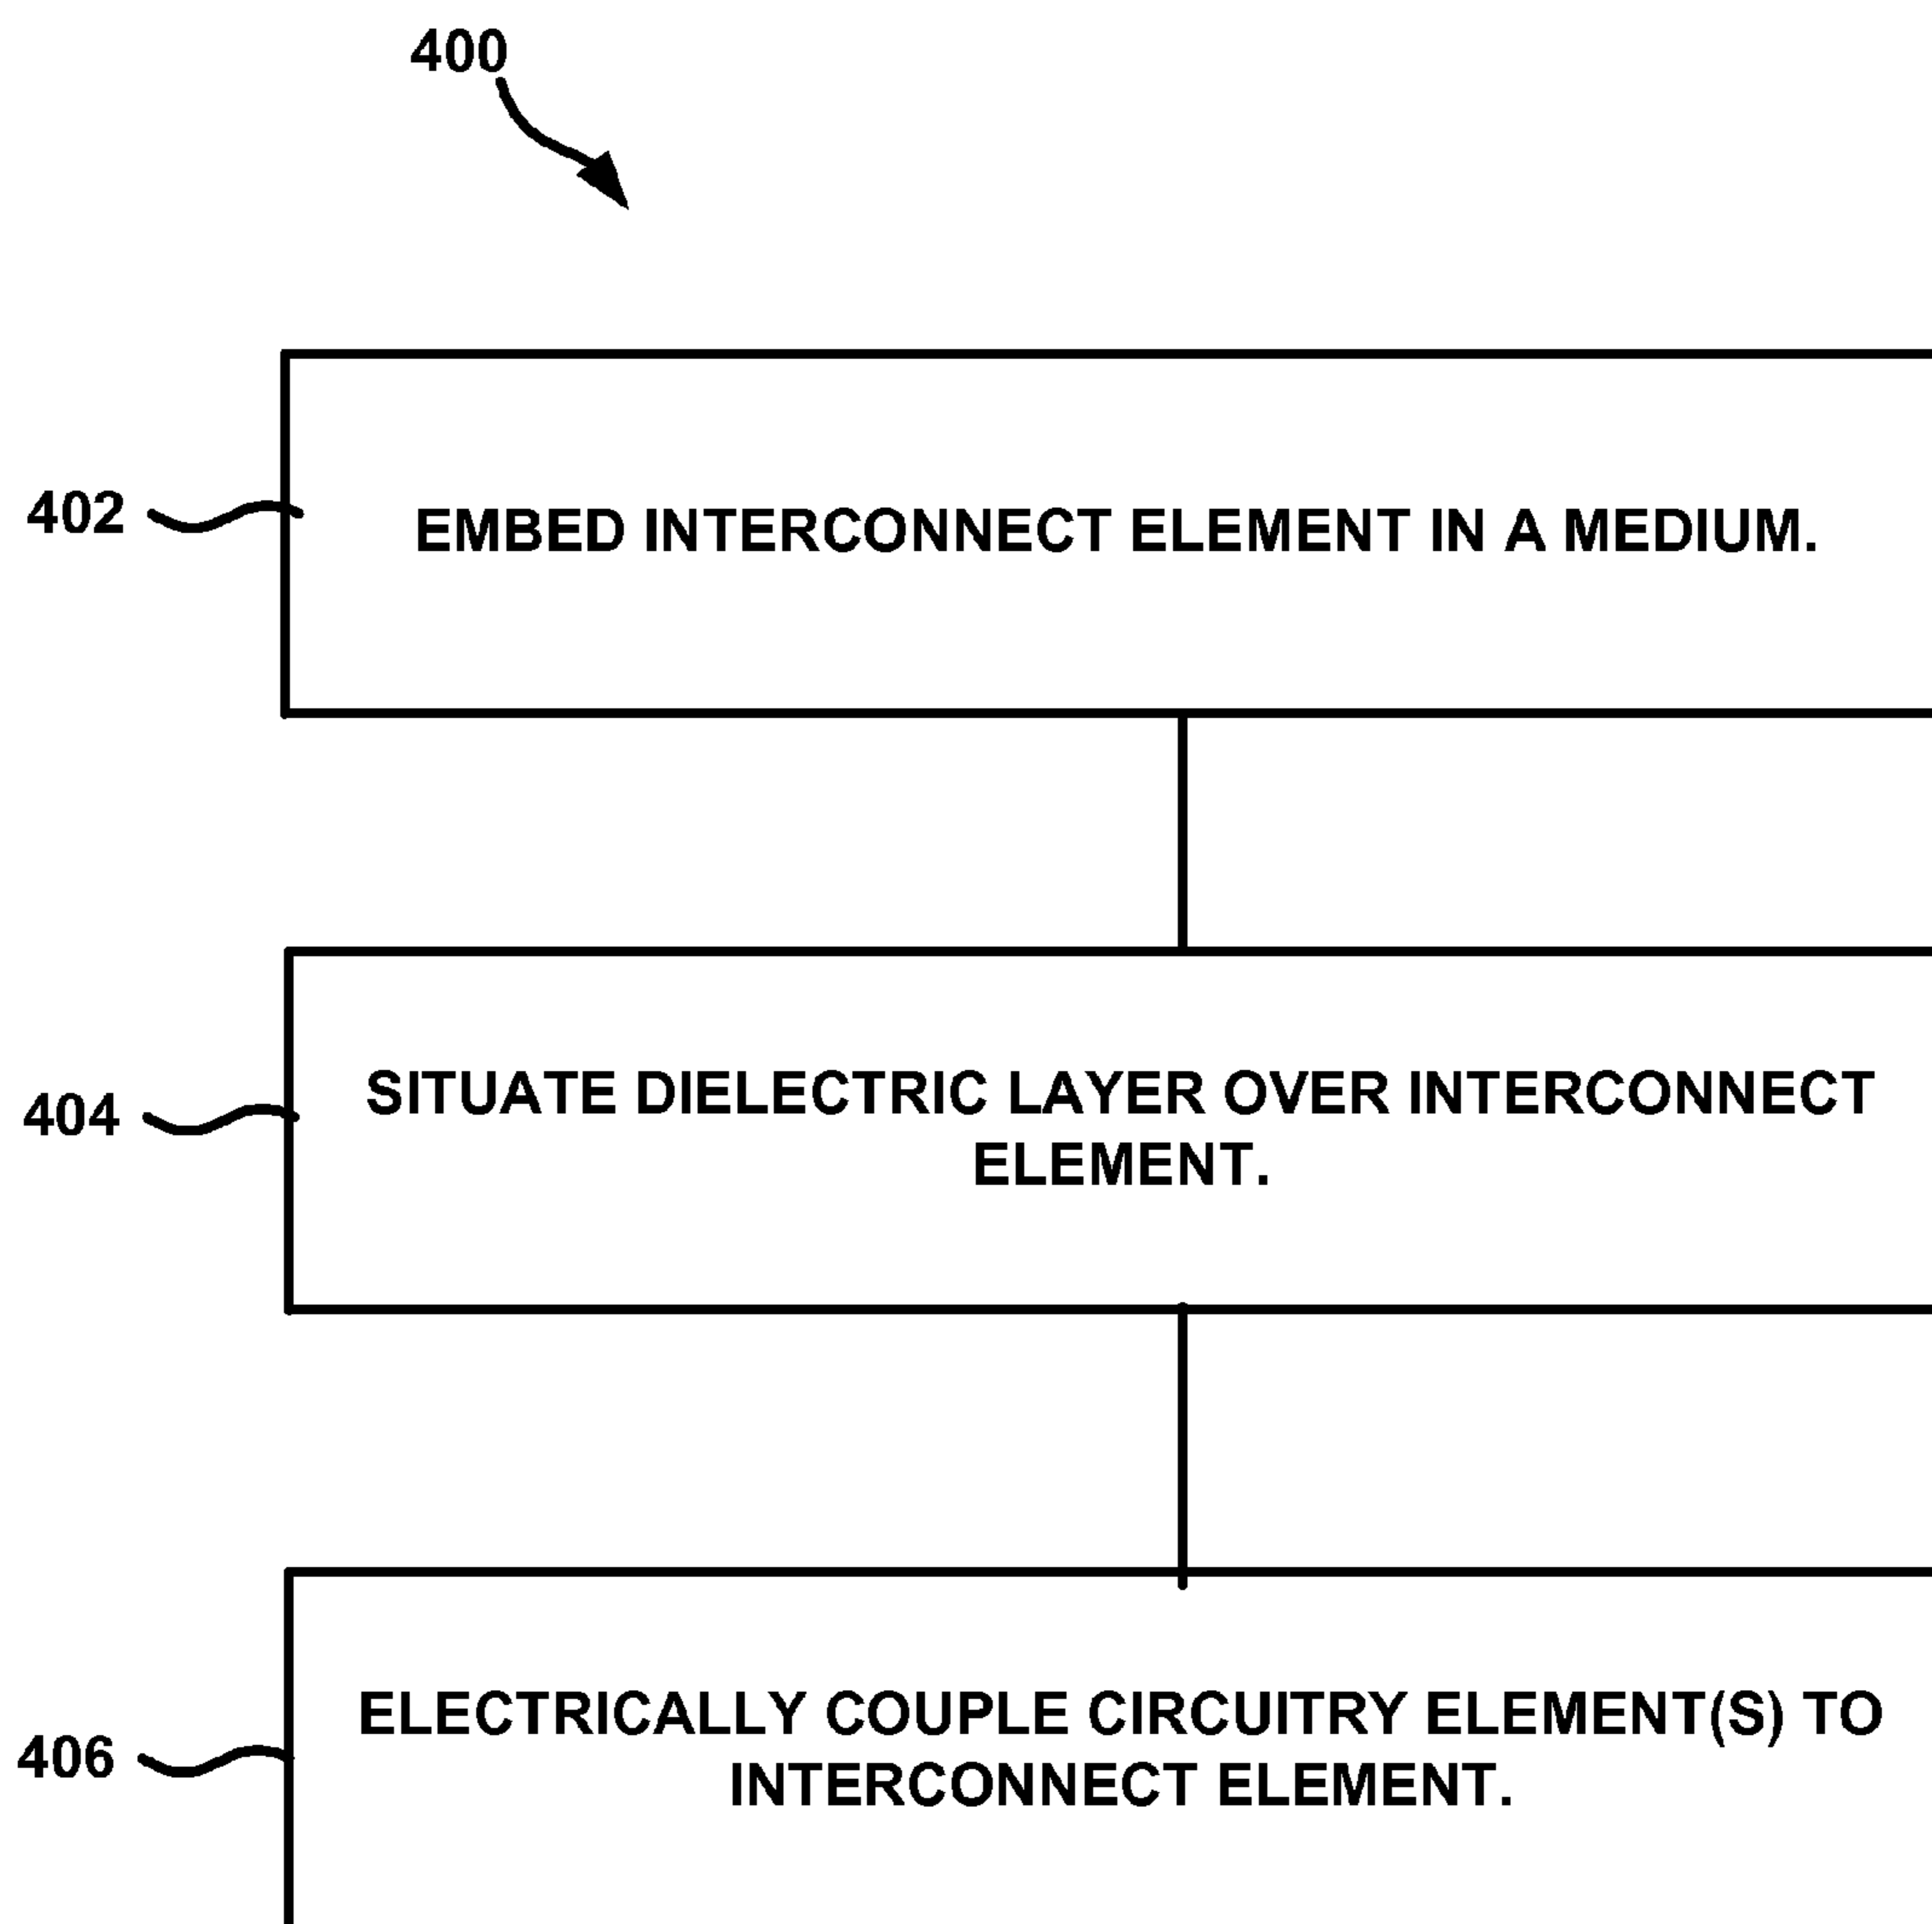 400
402
EMBED INTERCONNECT ELEMENT IN A MEDIUM.
404
SITUATE DIELECTRIC LAYER OVER INTERCONNECT
ELEMENT.
406
ELECTRICALLY COUPLE CIRCUITRY ELEMENT(S) TO
INTERCONNECT ELEMENT.